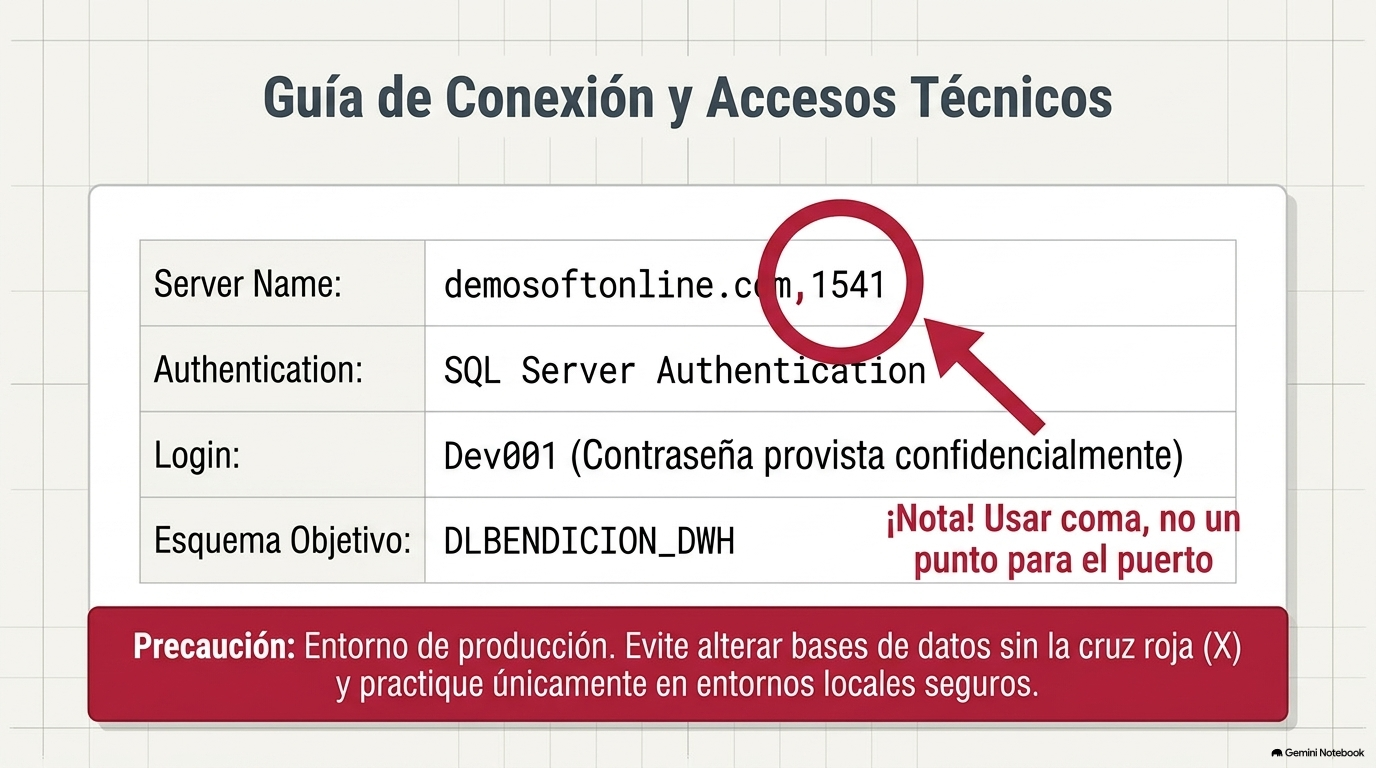 Guía de Conexión y Accesos Técnicos
Server Name: demosoftonline.com,1541
Authentication: SQL Server Authentication
Login: Dev001 (Contraseña provista confidencialmente)
Esquema Objetivo: DLBENDICION_DWH
¡Nota! Usar coma, no un
punto para el puerto
Precaución: Entorno de producción. Evite alterar bases de datos sin la cruz roja (X)
y practique únicamente en entornos locales seguros.
Gemini Notebook